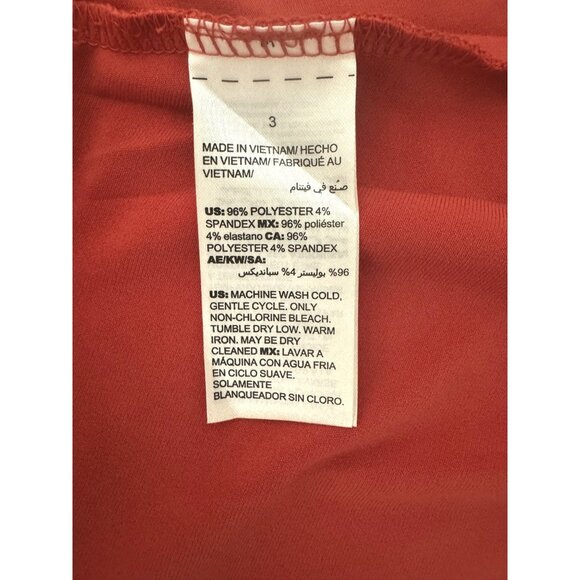 3
MADE IN VIETNAM/ HECHO
EN VIETNAM/ FABRIQUÉ AU
VIETNAM/
صنع في فيتنام
US: 96% POLYESTER 4%
SPANDEX MX: 96% poliéster
4% elastano CA: 96%
POLYESTER 4% SPANDEX
AE/KW/SA:
96% بوليستر 4% سبانديكس
US: MACHINE WASH COLD,
GENTLE CYCLE. ONLY
NON-CHLORINE BLEACH.
TUMBLE DRY LOW. WARM
IRON. MAY BE DRY
CLEANED MX: LAVAR A
MÁQUINA CON AGUA FRIA
EN CICLO SUAVE.
SOLAMENTE
BLANQUEADOR SIN CLORO.